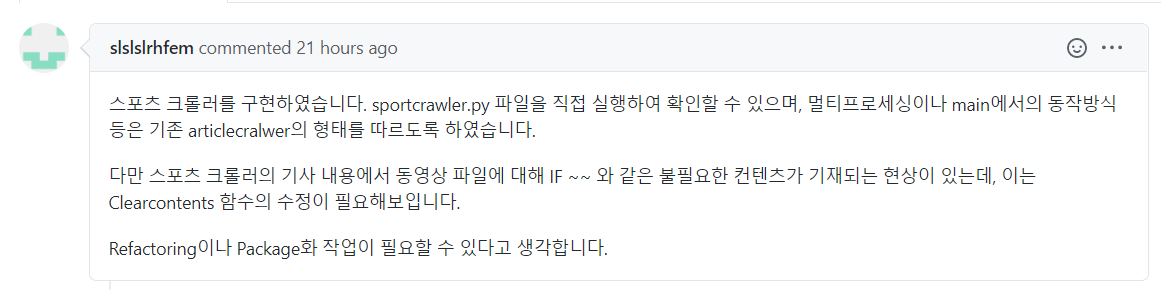 slslslrhfem commented 21 hours ago
스포츠 크롤러를 구현하였습니다. sportcrawler.py 파일을 직접 실행하여 확인할 수 있으며, 멀티프로세싱이나 main에서의 동작방식
등은 기존 articlecralwer의 형태를 따르도록 하였습니다.
다만 스포츠 크롤러의 기사 내용에서 동영상 파일에 대해 IF ~~ 와 같은 불필요한 컨텐츠가 기재되는 현상이 있는데, 이는
Clearcontents 함수의 수정이 필요해보입니다.
Refactoring이나 Package화 작업이 필요할 수 있다고 생각합니다.